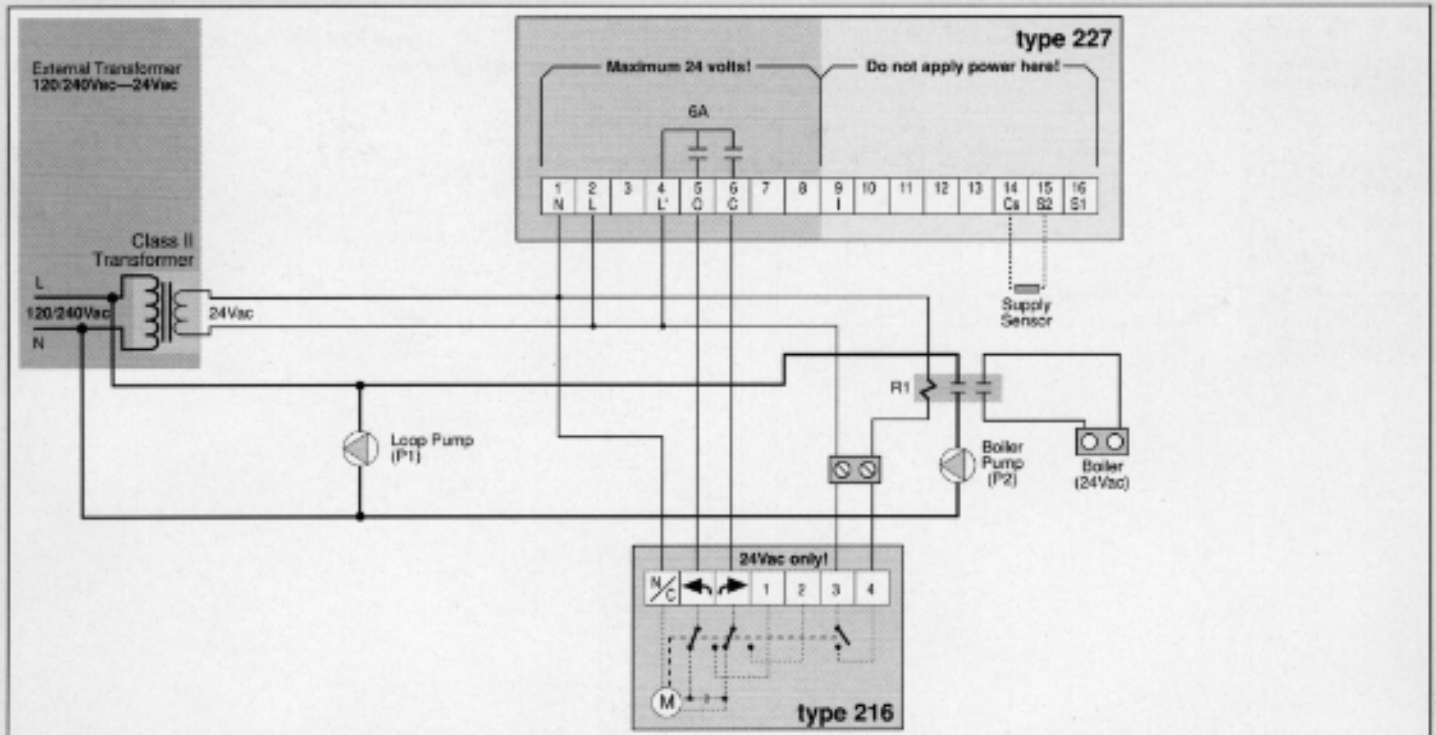 type 227
External Transformer
120/240Vac—24Vac
Maximum 24 volts!
Do not apply power here!
6A
1 2 3 4 5 6 7 8 9 10 11 12 13 14 15 16
N L L' O C I Cs S2 S1
Class II
Transformer
L
120/240Vac
N
24Vac
Supply
Sensor
R1
Loop Pump
(P1)
Boiler
Pump
(P2)
Boiler
(24Vac)
24Vac only!
N/C 1 2 3 4
M
type 216